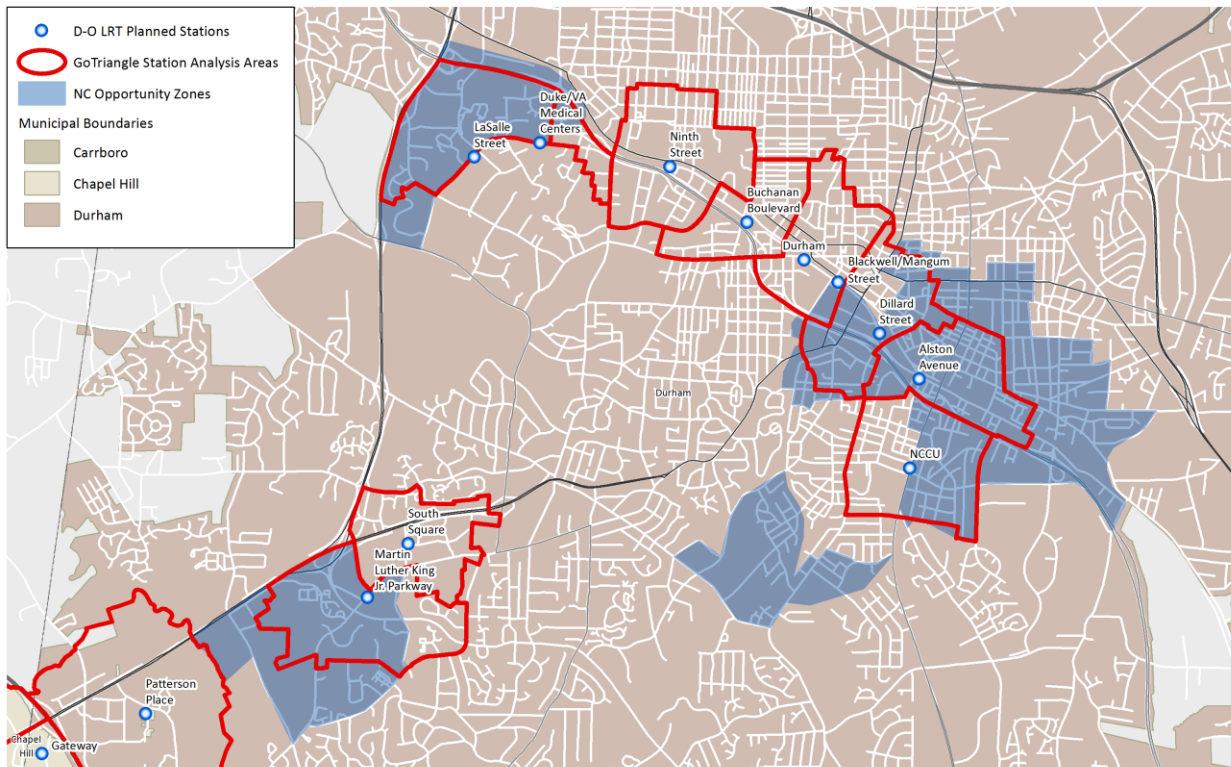 D-O LRT Planned Stations
GoTriangle Station Analysis Areas
NC Opportunity Zones
Municipal Boundaries
Carrboro
Chapel Hill
Durham
Duke/VA
Medical
Centers
LaSalle
Street
Ninth
Street
Buchanan
Boulevard
Durham
Blackwell/Mangum
Street
Dillard
Street
Alston
Avenue
Durham
NCCU
South
Square
Martin
Luther King
Jr. Parkway
Patterson
Place
Chapel
Hill
Gateway